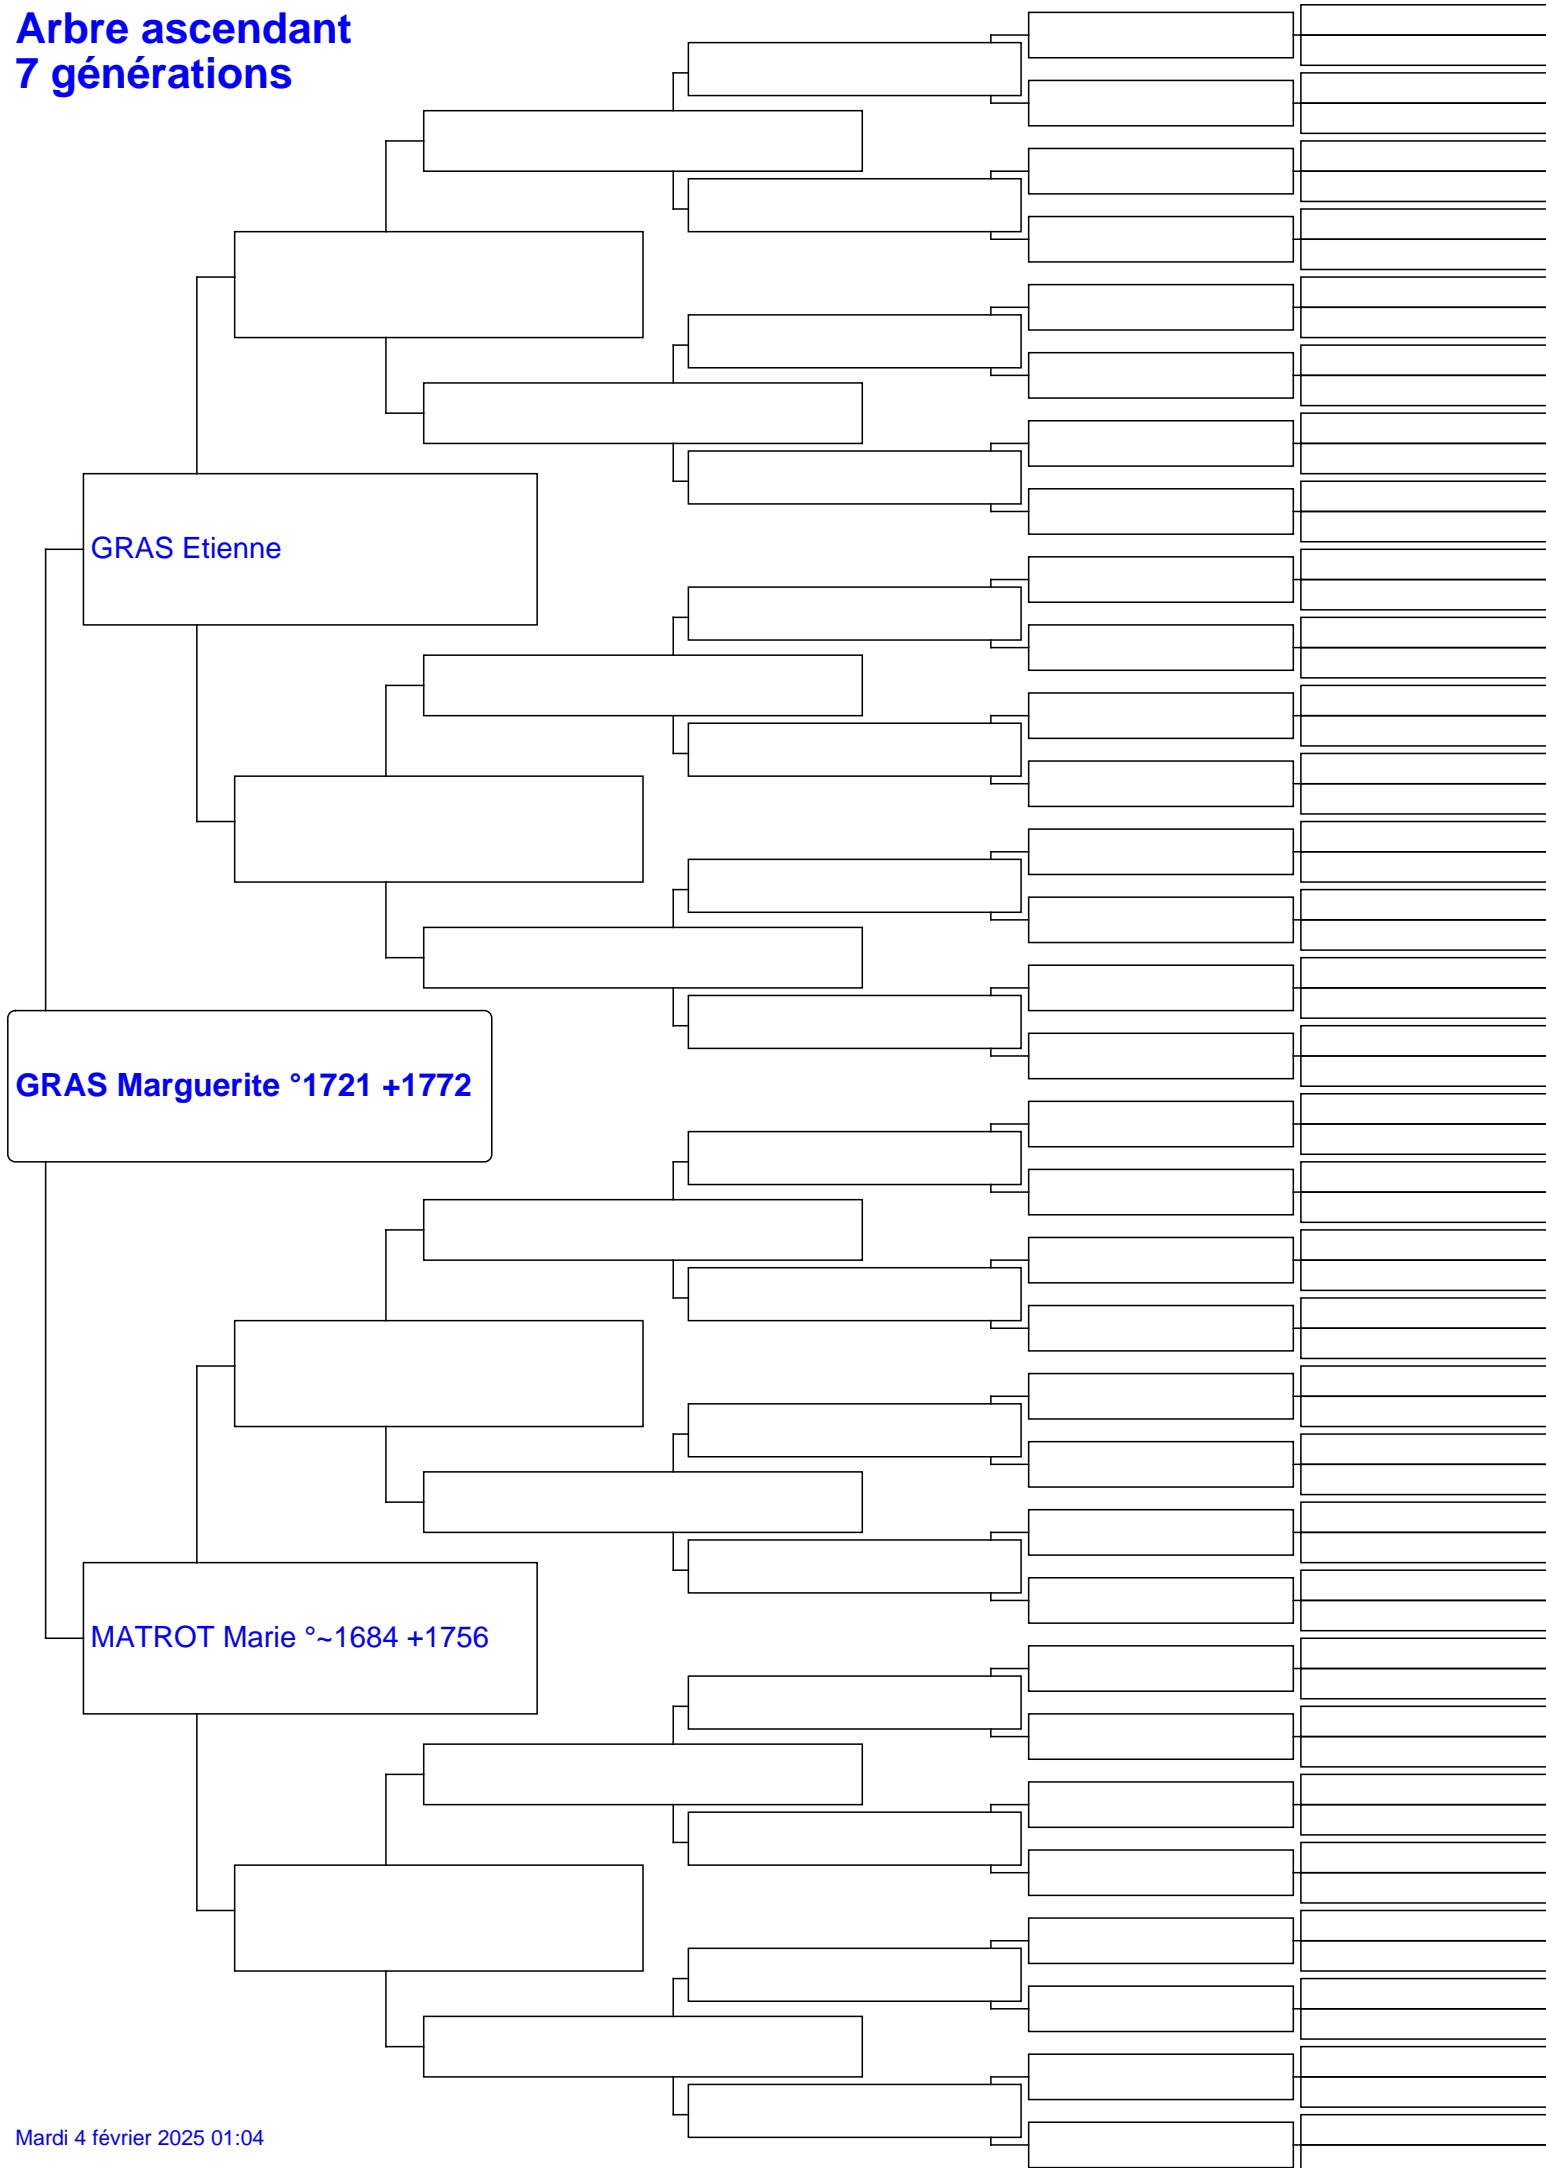 Arbre ascendant
7 générations
GRAS Etienne
GRAS Marguerite °1721 +1772
MATROT Marie °~1684 +1756
Mardi 4 février 2025 01:04